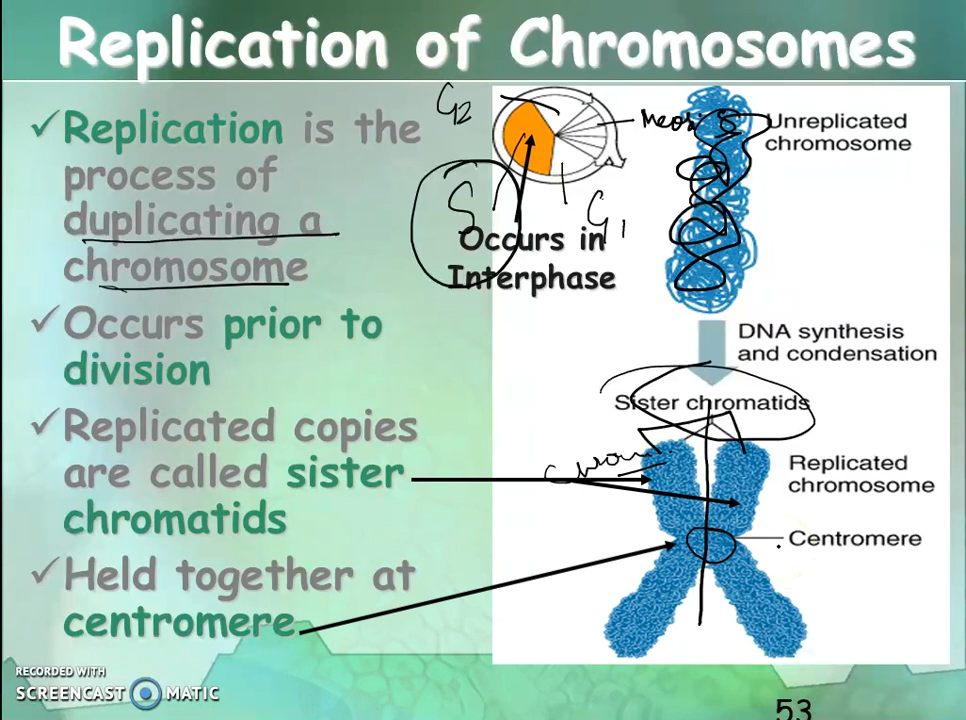 Replication of Chromosomes
✓Replication is the
process of
duplicating a
chromosome
✓Occurs prior to
division
✓Replicated copies
are called sister
chromatids
✓Held together at
centromere
G2
S
G1
Occurs in
Interphase
Unreplicated
chromosome
DNA synthesis
and condensation
Sister chromatids
Replicated
chromosome
Centromere
RECORDED WITH
SCREENCAST MATIC
53